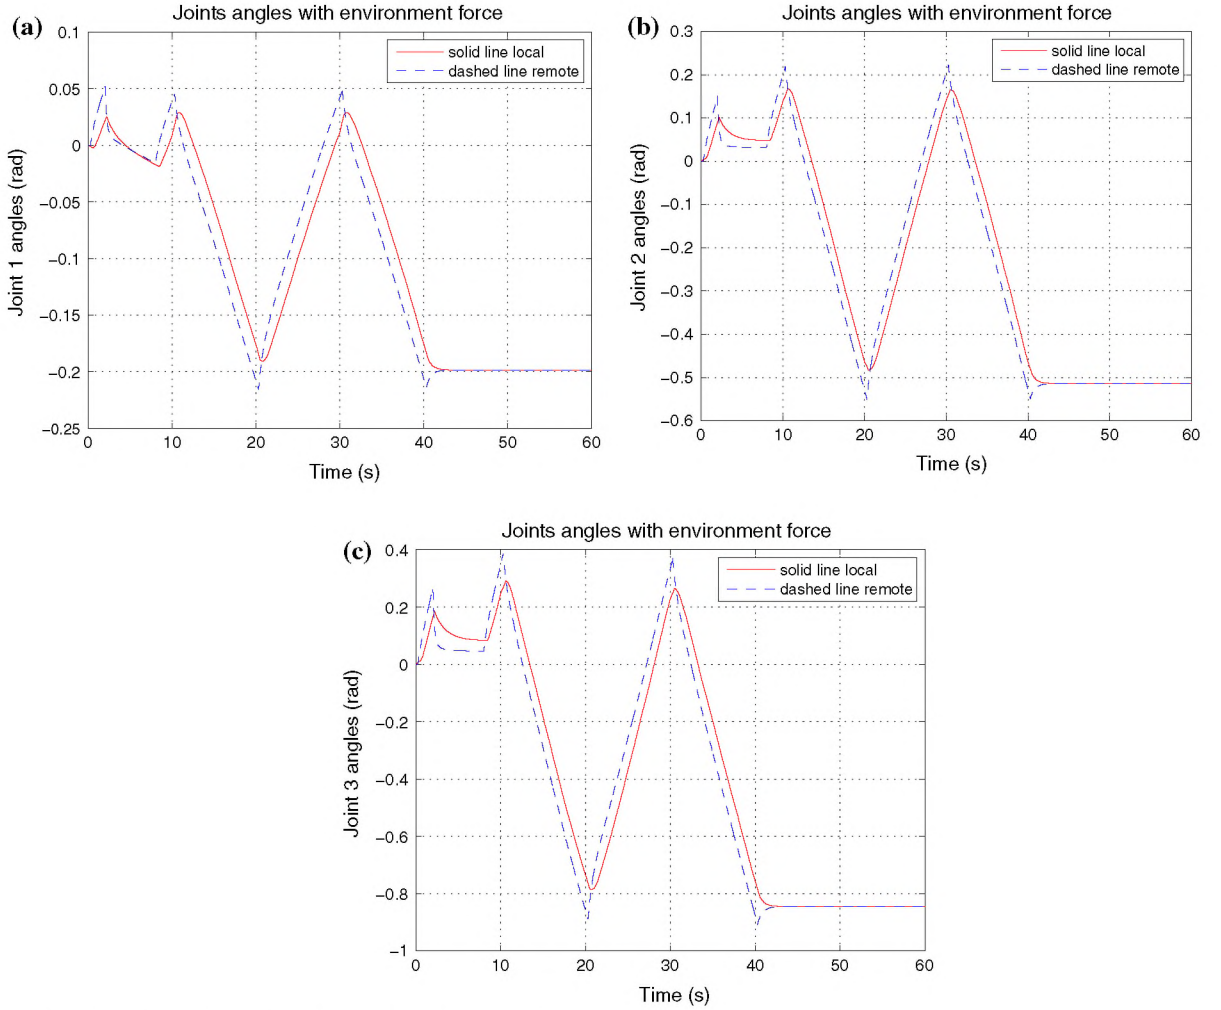 Joints angles with environment force
(a)
0.1
0.05
0
−0.05
−0.1
−0.15
−0.2
−0.25
Joint 1 angles (rad)
solid line local
dashed line remote
0 10 20 30 40 50 60
Time (s)
Joints angles with environment force
(b)
0.3
0.2
0.1
0
−0.1
−0.2
−0.3
−0.4
−0.5
−0.6
Joint 2 angles (rad)
solid line local
dashed line remote
0 10 20 30 40 50 60
Time (s)
Joints angles with environment force
(c)
0.4
0.2
0
−0.2
−0.4
−0.6
−0.8
−1
Joint 3 angles (rad)
solid line local
dashed line remote
0 10 20 30 40 50 60
Time (s)